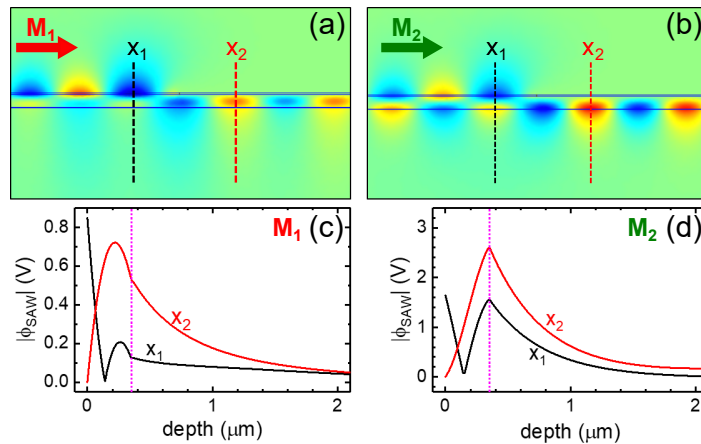 M₁ x₁ x₂ (a)
M₂ x₁ x₂ (b)
|ϕSAW| (V)
0.8
0.6
0.4
0.2
0.0
M₁ (c)
x₂
x₁
0 1 2
depth (μm)
|ϕSAW| (V)
3
2
1
0
M₂ (d)
x₂
x₁
0 1 2
depth (μm)